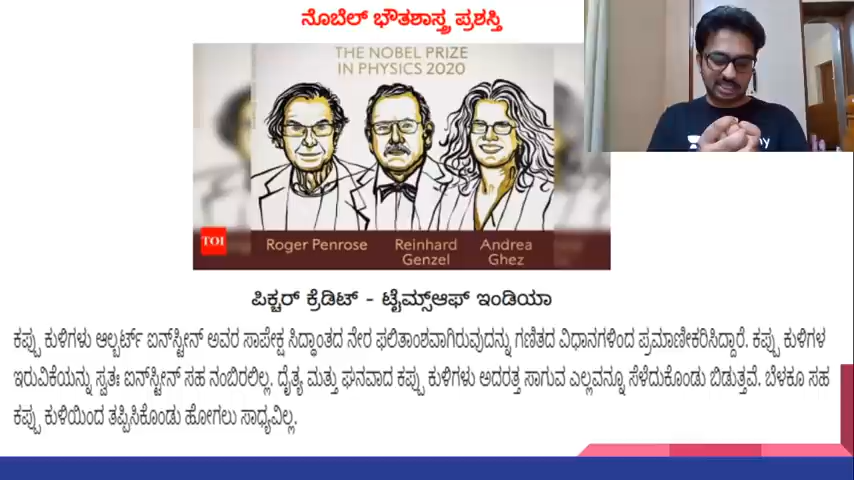 ನೊಬೆಲ್ ಭೌತಶಾಸ್ತ್ರ ಪ್ರಶಸ್ತಿ
THE NOBEL PRIZE
IN PHYSICS 2020
TOI
Roger Penrose
Reinhard
Genzel
Andrea
Ghez
ಪಿಕ್ಚರ್ ಕ್ರೆಡಿಟ್ - ಟೈಮ್ಸ್‌ಆಫ್ ಇಂಡಿಯಾ
ಕಪ್ಪು ಕುಳಿಗಳು ಆಲ್ಬರ್ಟ್ ಐನ್‌ಸ್ಟೀನ್ ಅವರ ಸಾಪೇಕ್ಷ ಸಿದ್ಧಾಂತದ ನೇರ ಫಲಿತಾಂಶವಾಗಿರುವುದನ್ನು ಗಣಿತದ ವಿಧಾನಗಳಿಂದ ಪ್ರಮಾಣೀಕರಿಸಿದ್ದಾರೆ. ಕಪ್ಪು ಕುಳಿಗಳ
ಇರುವಿಕೆಯನ್ನು ಸ್ವತಃ ಐನ್‌ಸ್ಟೀನ್ ಸಹ ನಂಬಿರಲಿಲ್ಲ. ದೈತ್ಯ ಮತ್ತು ಘನವಾದ ಕಪ್ಪು ಕುಳಿಗಳು ಅದರತ್ತ ಸಾಗುವ ಎಲ್ಲವನ್ನೂ ಸೆಳೆದುಕೊಂಡು ಬಿಡುತ್ತವೆ. ಬೆಳಕೂ ಸಹ
ಕಪ್ಪು ಕುಳಿಯಿಂದ ತಪ್ಪಿಸಿಕೊಂಡು ಹೋಗಲು ಸಾಧ್ಯವಿಲ್ಲ.